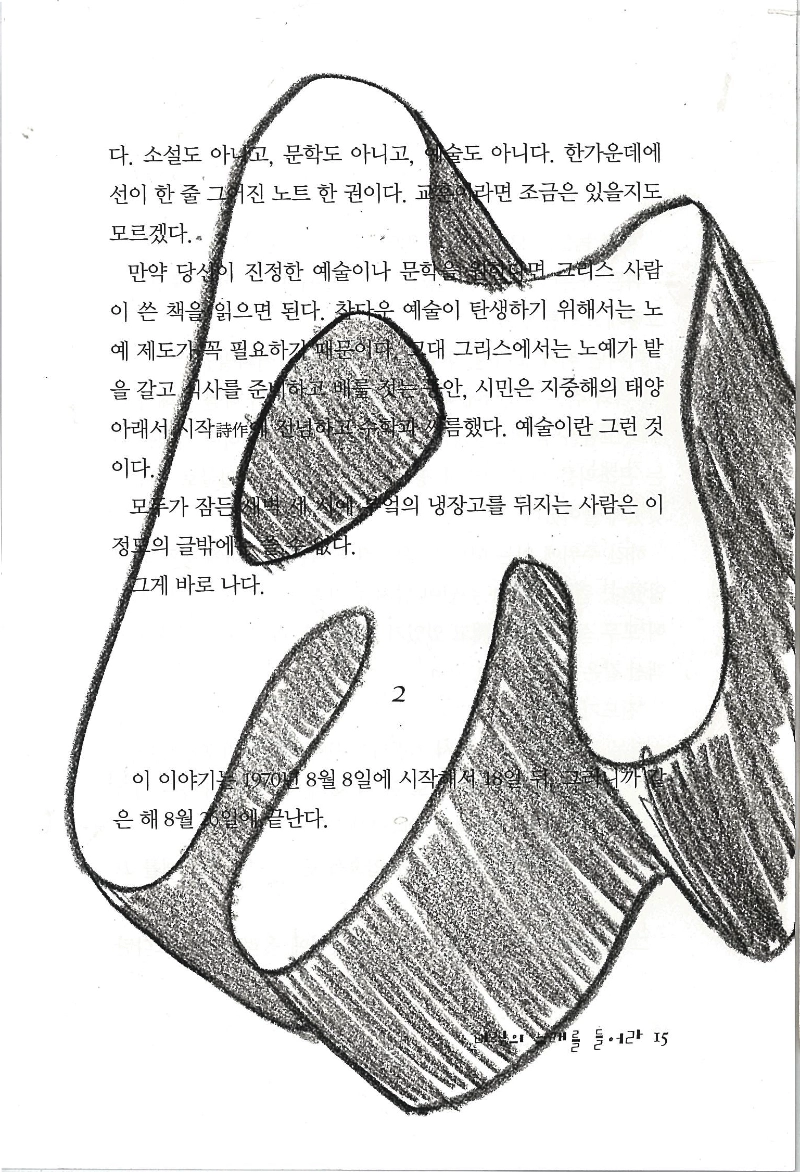 다. 소설도 아니고, 문학도 아니고, 예술도 아니다. 한가운데에
선이 한 줄 그어진 노트 한 권이다. 교훈이라면 조금은 있을지도
모르겠다.
만약 당신이 진정한 예술이나 문학을 원한다면 그리스 사람
이 쓴 책을 읽으면 된다. 참다운 예술이 탄생하기 위해서는 노
예 제도가 꼭 필요하기 때문이다. 고대 그리스에서는 노예가 밭
을 갈고 식사를 준비하고 배를 젓는 동안, 시민은 지중해의 태양
아래서 시작詩作에 전념하고 수학과 씨름했다. 예술이란 그런 것
이다.
모두가 잠든 새벽 세 시에 부엌의 냉장고를 뒤지는 사람은 이
정도의 글밖에는 쓸 수 없다.
그게 바로 나다.
2
이 이야기는 1970년 8월 8일에 시작해서 18일 뒤, 그러니까 같
은 해 8월 26일에 끝난다.
바람의 노래를 들어라 15